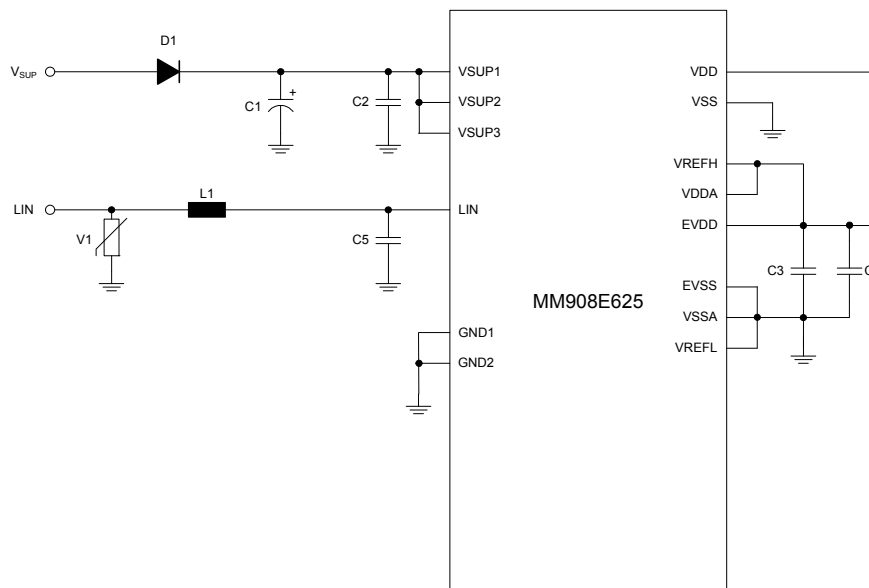 D1
VSUP
VSUP1
VDD
C1
+
C2
VSUP2
VSS
VSUP3
VREFH
L1
VDDA
LIN
LIN
EVDD
V1
C5
C3
C
EVSS
MM908E625
VSSA
GND1
VREFL
GND2